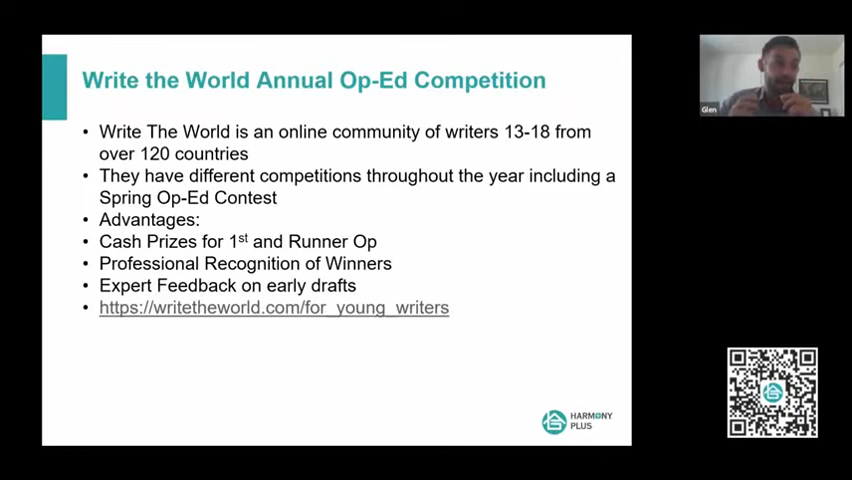 Write the World Annual Op-Ed Competition
• Write The World is an online community of writers 13-18 from
over 120 countries
• They have different competitions throughout the year including a
Spring Op-Ed Contest
• Advantages:
• Cash Prizes for 1st and Runner Op
• Professional Recognition of Winners
• Expert Feedback on early drafts
• https://writetheworld.com/for_young_writers
HARMONY
PLUS
Glen